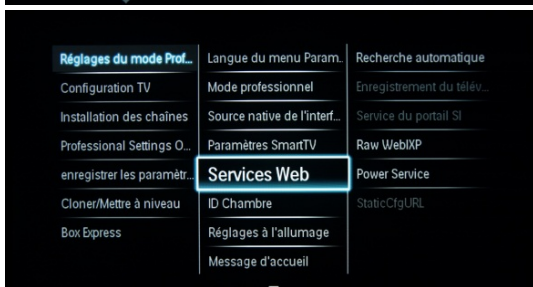 Réglages du mode Prof...
Configuration TV
Installation des chaînes
Professional Settings O...
enregistrer les paramètr...
Cloner/Mettre à niveau
Box Express
Langue du menu Param..
Mode professionnel
Source native de l'interf...
Paramètres SmartTV
Services Web
ID Chambre
Réglages à l'allumage
Message d'accueil
Recherche automatique
Enregistrement du télév...
Service du portail SI
Raw WebIXP
Power Service
StaticCfgURL